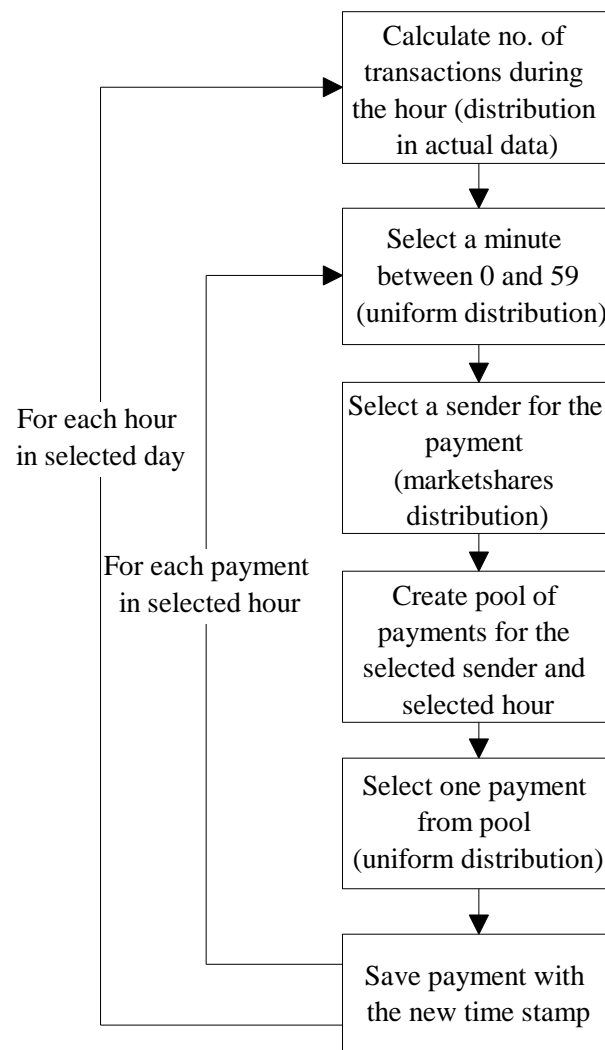 Calculate no. of
transactions during
the hour (distribution
in actual data)
Select a minute
between 0 and 59
(uniform distribution)
Select a sender for the
payment
(marketshares
distribution)
For each hour
in selected day
For each payment
in selected hour
Create pool of
payments for the
selected sender and
selected hour
Select one payment
from pool
(uniform distribution)
Save payment with
the new time stamp